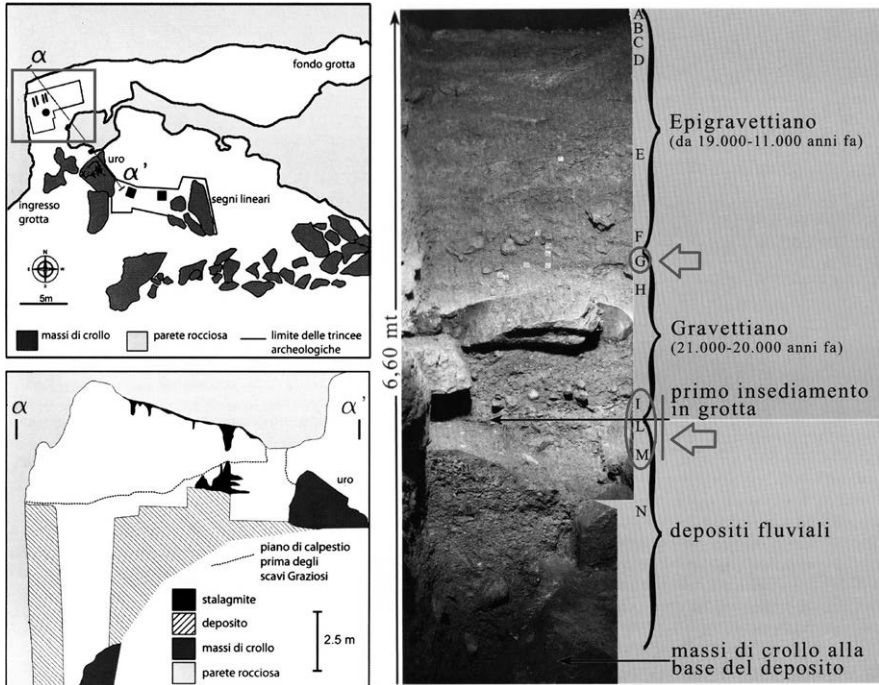 α
fondo grotta
uro
α'
ingresso
grotta
segni lineari
N
5m
massi di crollo
parete rocciosa
limite delle trincee
archeologiche
α
α'
uro
piano di calpestio
prima degli
scavi Graziosi
stalagmite
deposito
massi di crollo
parete rocciosa
2.5 m
6,60 mt
A
B
C
D
E
F
G
H
I
L
M
N
Epigravettiano
(da 19.000-11.000 anni fa)
Gravettiano
(21.000-20.000 anni fa)
primo insediamento
in grotta
depositi fluviali
massi di crollo alla
base del deposito